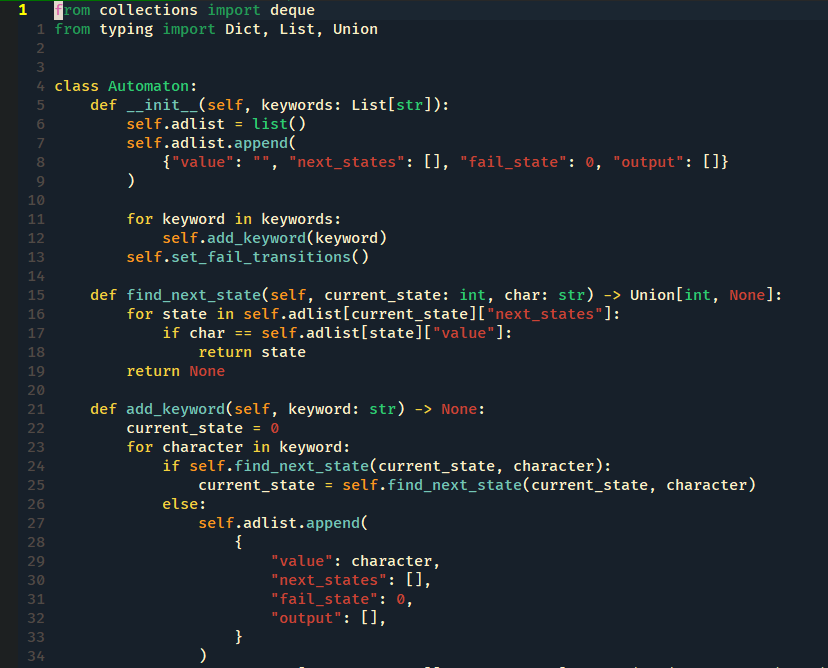 1 from collections import deque
1 from typing import Dict, List, Union
2
3
4 class Automaton:
5     def __init__(self, keywords: List[str]):
6         self.adlist = list()
7         self.adlist.append(
8             {"value": "", "next_states": [], "fail_state": 0, "output": []}
9         )
10
11         for keyword in keywords:
12             self.add_keyword(keyword)
13         self.set_fail_transitions()
14
15     def find_next_state(self, current_state: int, char: str) -> Union[int, None]:
16         for state in self.adlist[current_state]["next_states"]:
17             if char == self.adlist[state]["value"]:
18                 return state
19         return None
20
21     def add_keyword(self, keyword: str) -> None:
22         current_state = 0
23         for character in keyword:
24             if self.find_next_state(current_state, character):
25                 current_state = self.find_next_state(current_state, character)
26             else:
27                 self.adlist.append(
28                     {
29                         "value": character,
30                         "next_states": [],
31                         "fail_state": 0,
32                         "output": [],
33                     }
34                 )